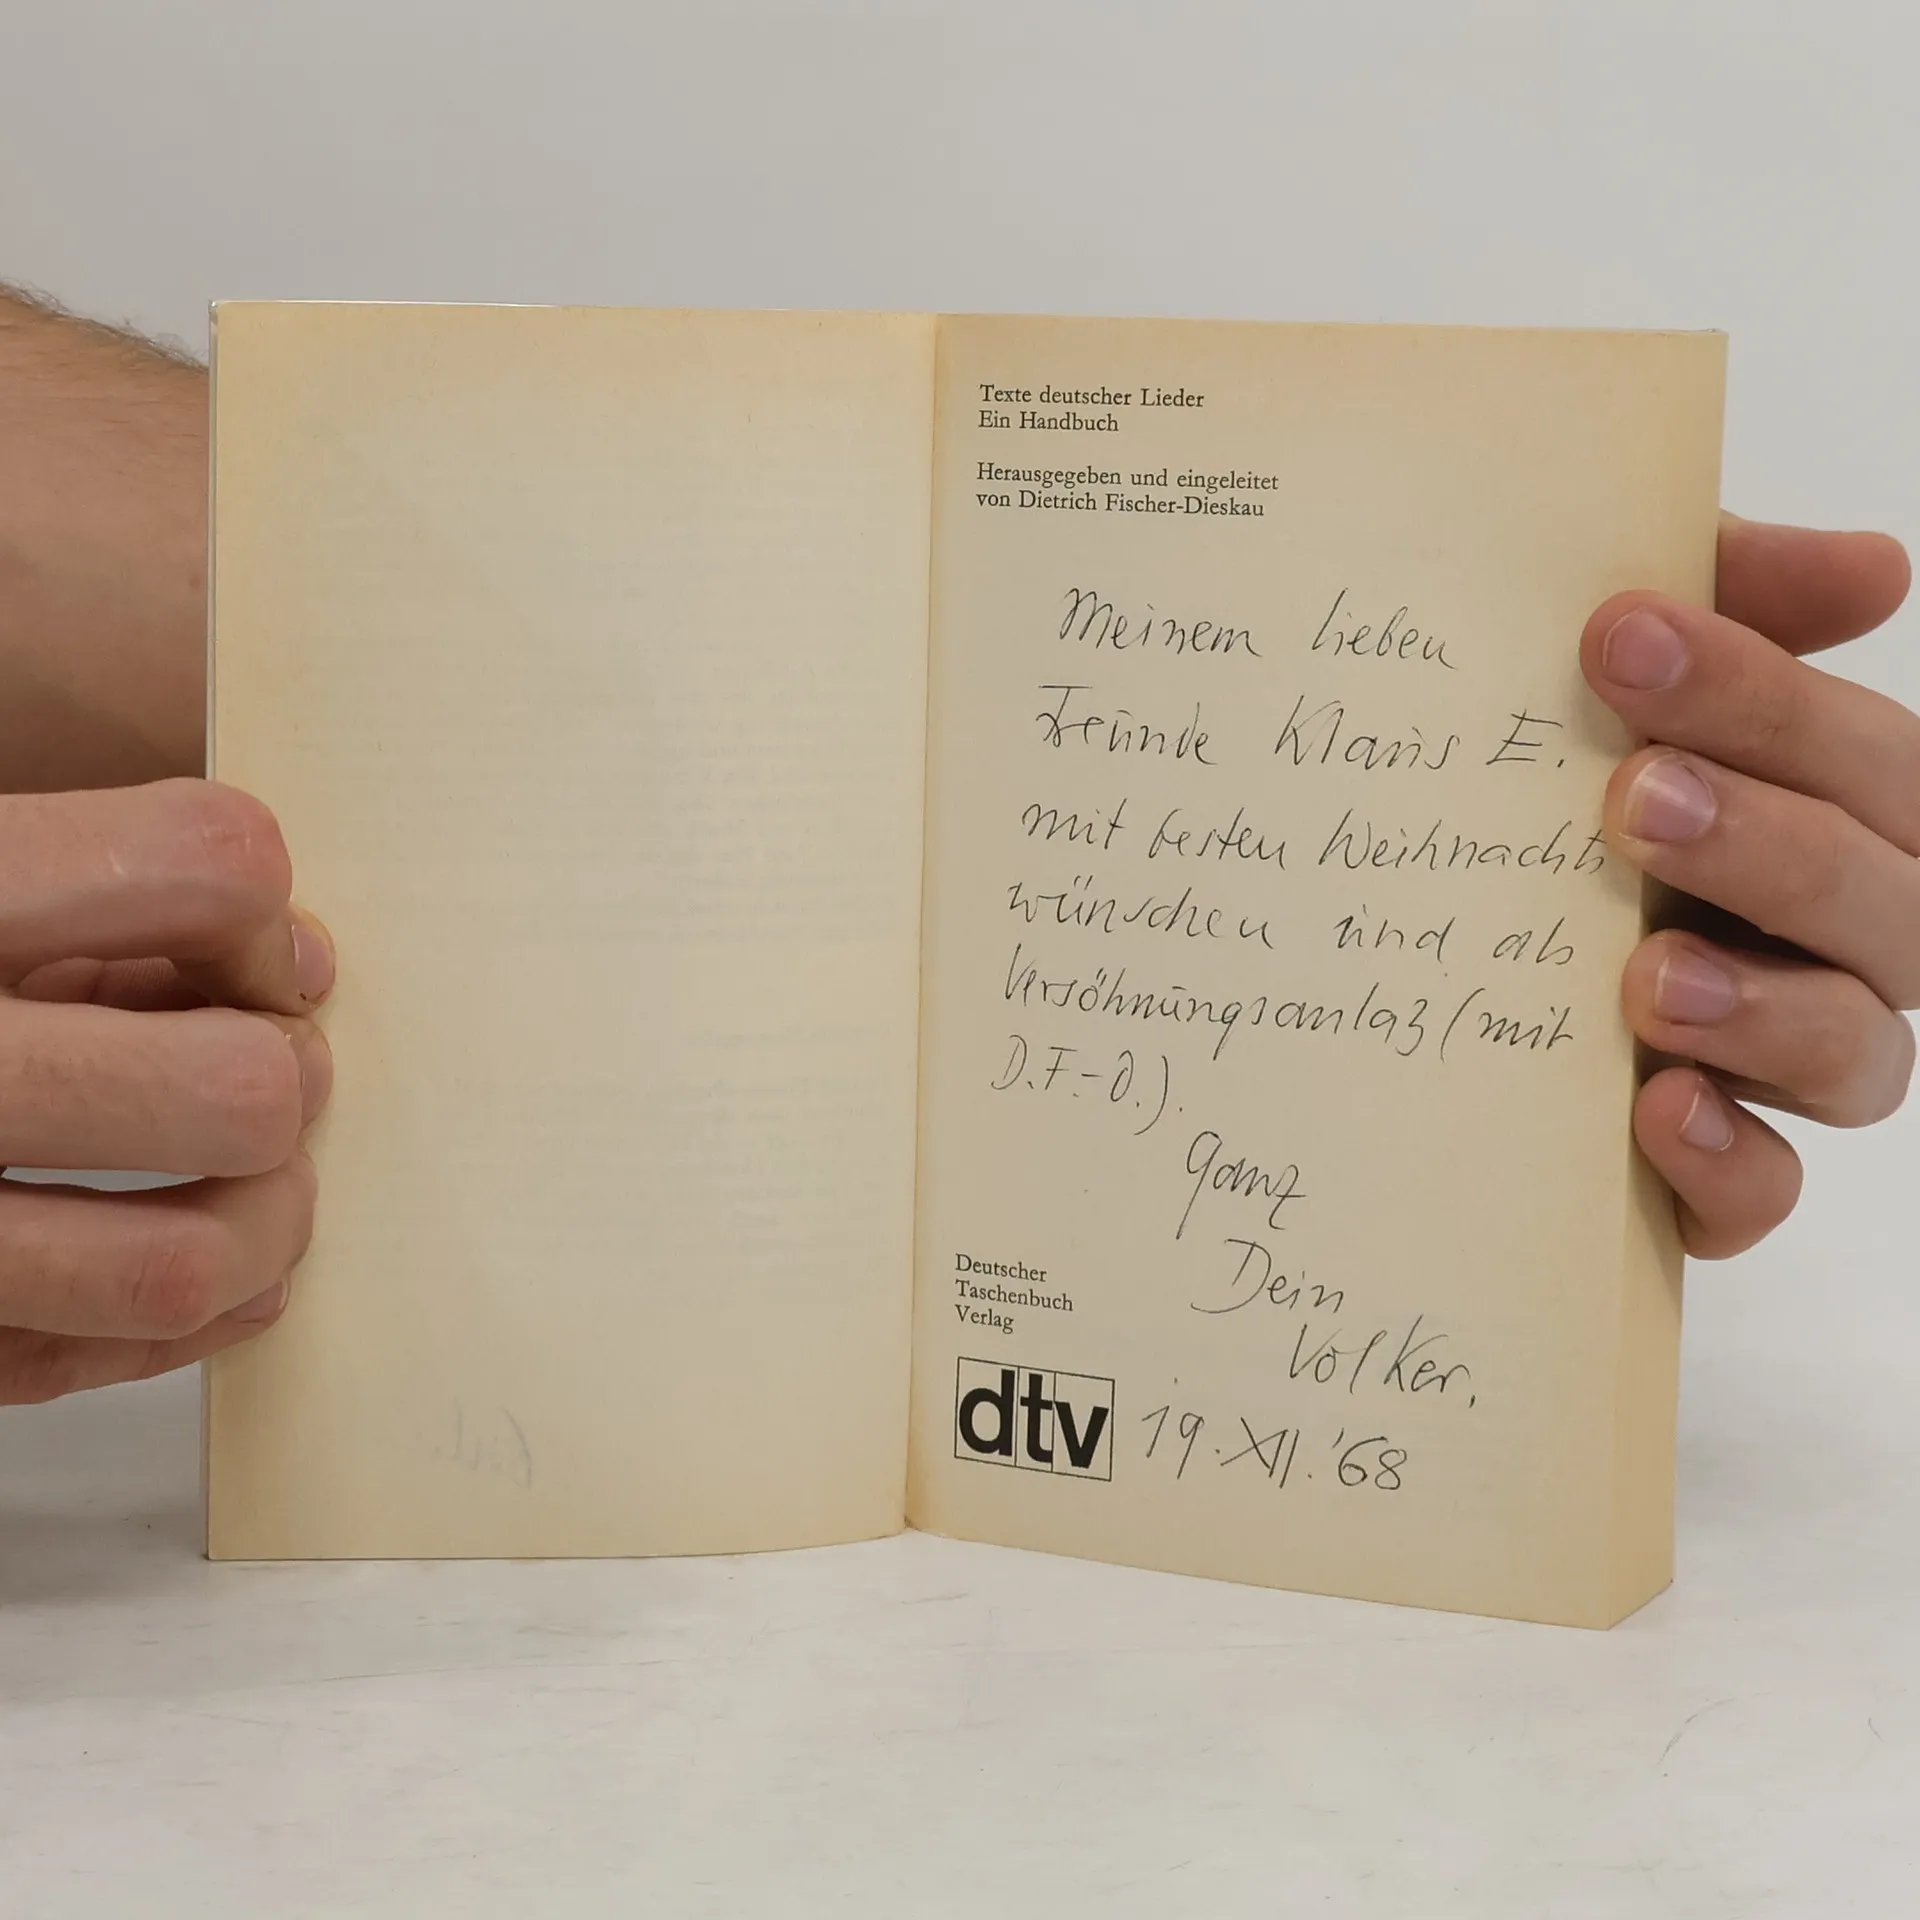 Texte deutscher Lieder
Ein Handbuch
Herausgegeben und eingeleitet
von Dietrich Fischer-Dieskau
Meinem lieben
Freunde Klaus E.
mit besten Weihnachts
wünschen und als
Versöhnungsanlaß (mit
D.F.-D.).
Ganz
Dein
Volker.
19.XII.'68
Deutscher
Taschenbuch
Verlag
dtv